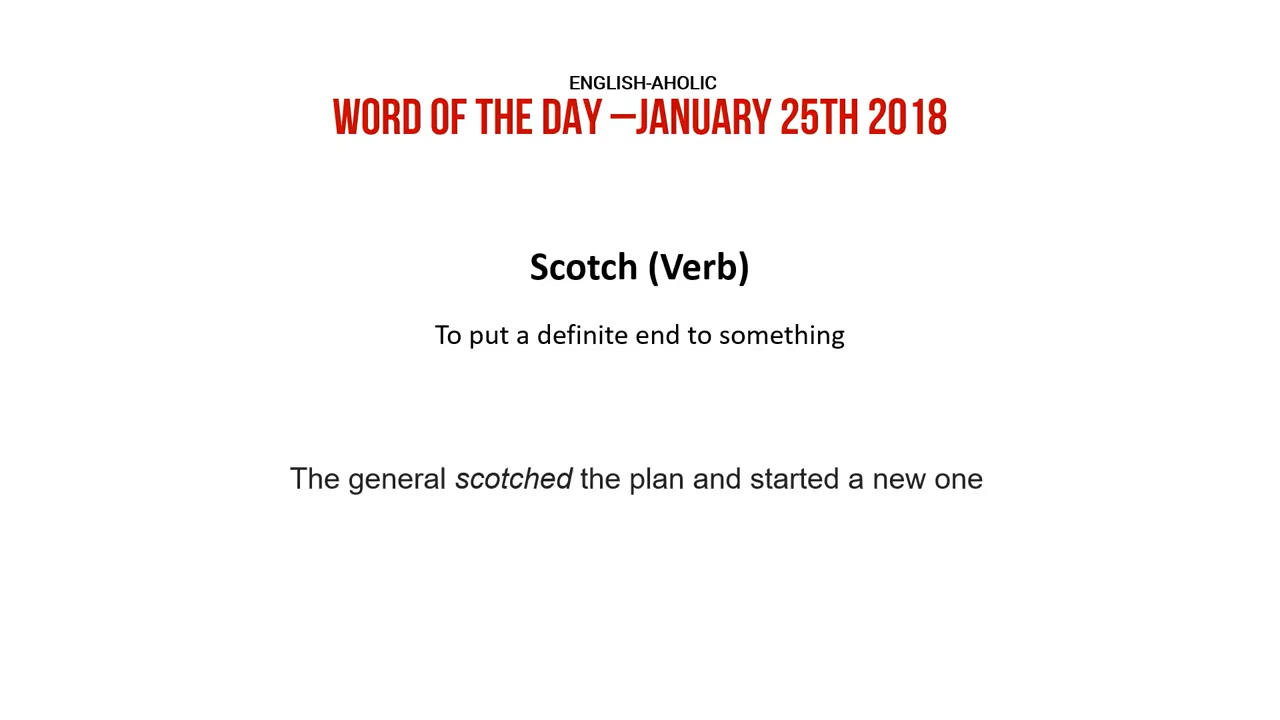 ENGLISH-AHOLIC
WORD OF THE DAY –JANUARY 25TH 2018
Scotch (Verb)
To put a definite end to something
The general scotched the plan and started a new one